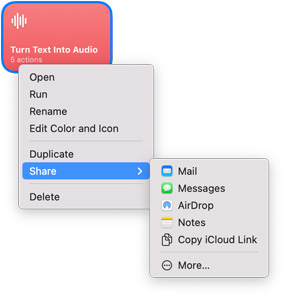 Turn Text Into Audio
5 actions
Open
Run
Rename
Edit Color and Icon
Duplicate
Share
Delete
Mail
Messages
AirDrop
Notes
Copy iCloud Link
More...